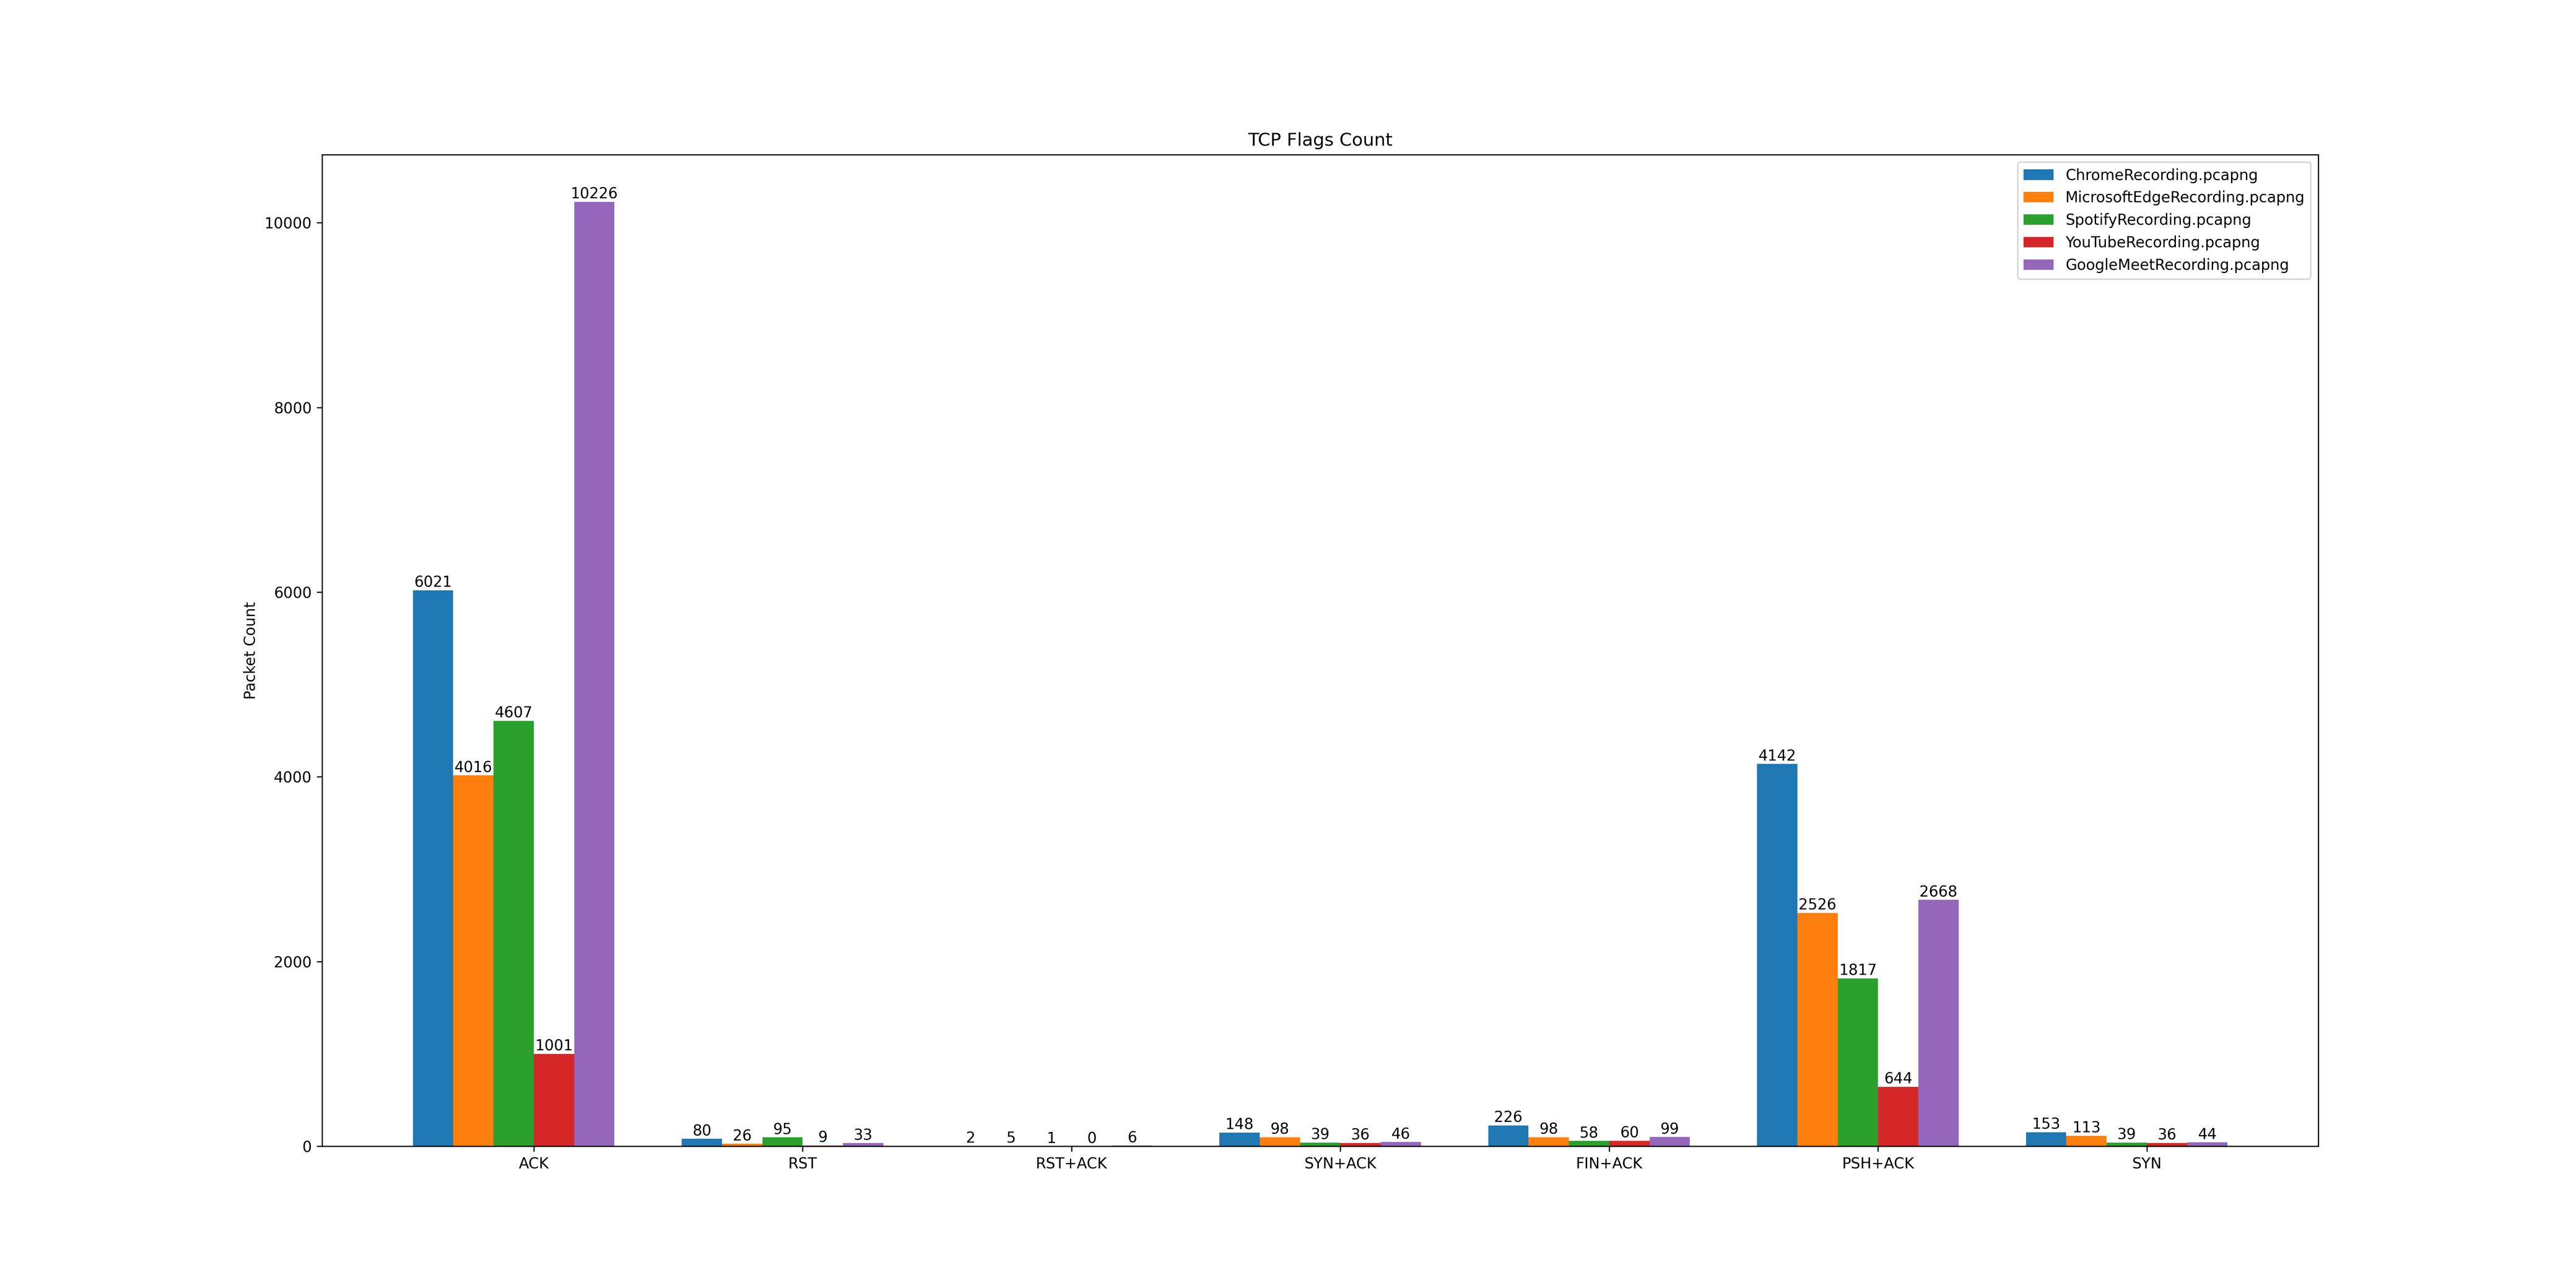 TCP Flags Count
ChromeRecording.pcapng
MicrosoftEdgeRecording.pcapng
SpotifyRecording.pcapng
YouTubeRecording.pcapng
GoogleMeetRecording.pcapng
Packet Count
10000
8000
6000
4000
2000
0
6021
4016
4607
1001
10226
80
26
95
9
33
2
5
1
0
6
148
98
39
36
46
226
98
58
60
99
4142
2526
1817
644
2668
153
113
39
36
44
ACK
RST
RST+ACK
SYN+ACK
FIN+ACK
PSH+ACK
SYN